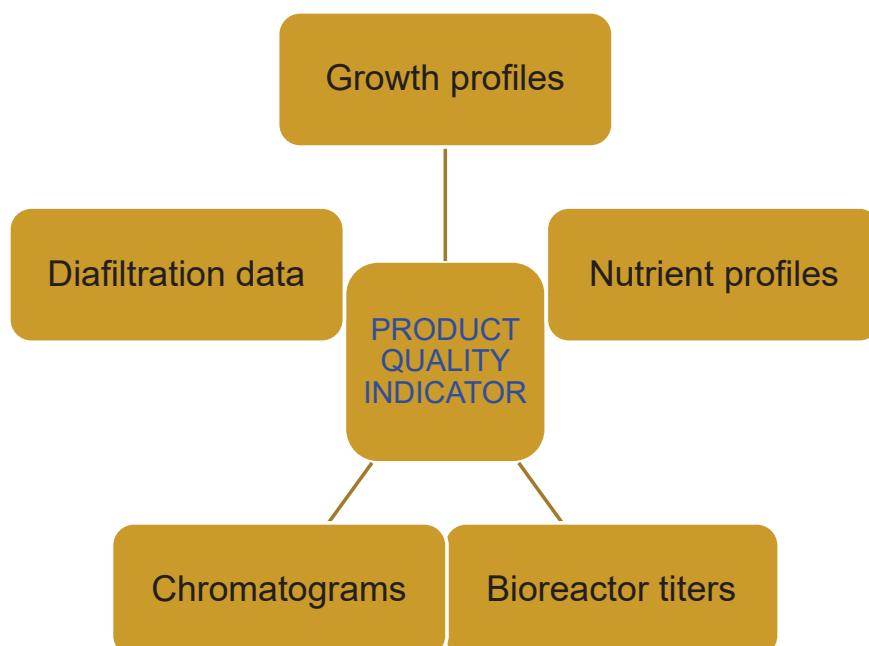 Growth profiles
Diafiltration data
Nutrient profiles
PRODUCT
QUALITY
INDICATOR
Chromatograms
Bioreactor titers